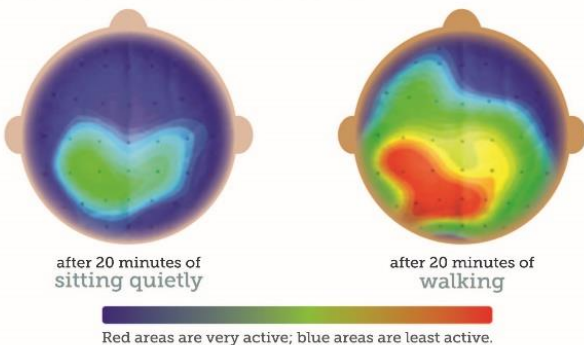 after 20 minutes of
sitting quietly
after 20 minutes of
walking
Red areas are very active; blue areas are least active.